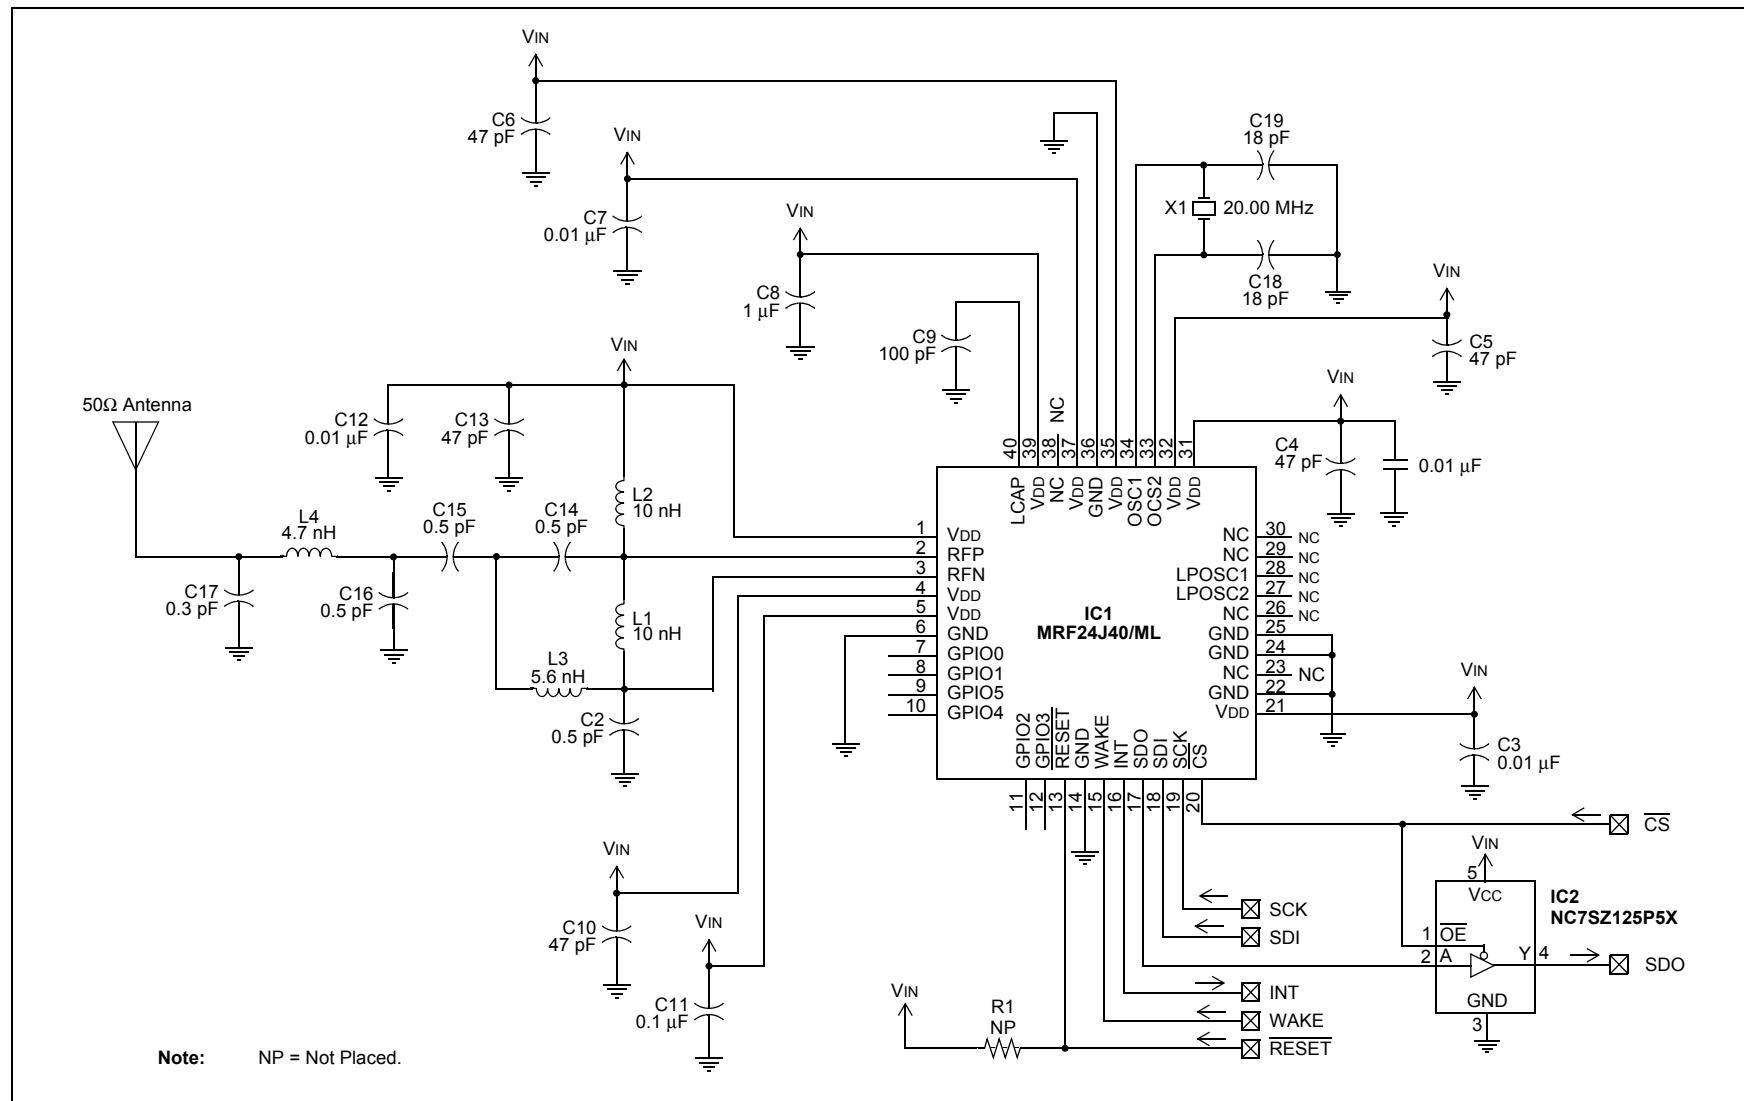 VIN
C6
47 pF
VIN
C7
0.01 µF
VIN
C8
1 µF
C9
100 pF
C19
18 pF
X1
20.00 MHz
C18
18 pF
VIN
C5
47 pF
VIN
C4
47 pF
0.01 µF
VIN
C12
0.01 µF
C13
47 pF
50Ω Antenna
L2
10 nH
L4
4.7 nH
C15
0.5 pF
C14
0.5 pF
C17
0.3 pF
C16
0.5 pF
L1
10 nH
L3
5.6 nH
C2
0.5 pF
NC
40
39
38
37
36
35
34
33
32
31
LCAP
VDD
NC
VDD
GND
VDD
OSC1
OCS2
VDD
VDD
1 VDD
2 RFP
3 RFN
4 VDD
5 VDD
6 GND
7 GPIO0
8 GPIO1
9 GPIO5
10 GPIO4
IC1
MRF24J40/ML
NC 30 NC
NC 29 NC
LPOSC1 28 NC
LPOSC2 27 NC
NC 26 NC
GND 25
GND 24
NC 23 NC
GND 22
VDD 21
GPIO2
GPIO3
RESET
GND
WAKE
INT
SDO
SDI
SCK
CS
11
12
13
14
15
16
17
18
19
20
VIN
C3
0.01 µF
CS
VIN
5
VCC
IC2
NC7SZ125P5X
1 OE
2 A
Y 4
GND
3
SDO
SCK
SDI
INT
WAKE
RESET
VIN
C10
47 pF
VIN
C11
0.1 µF
VIN
R1
NP
Note: NP = Not Placed.